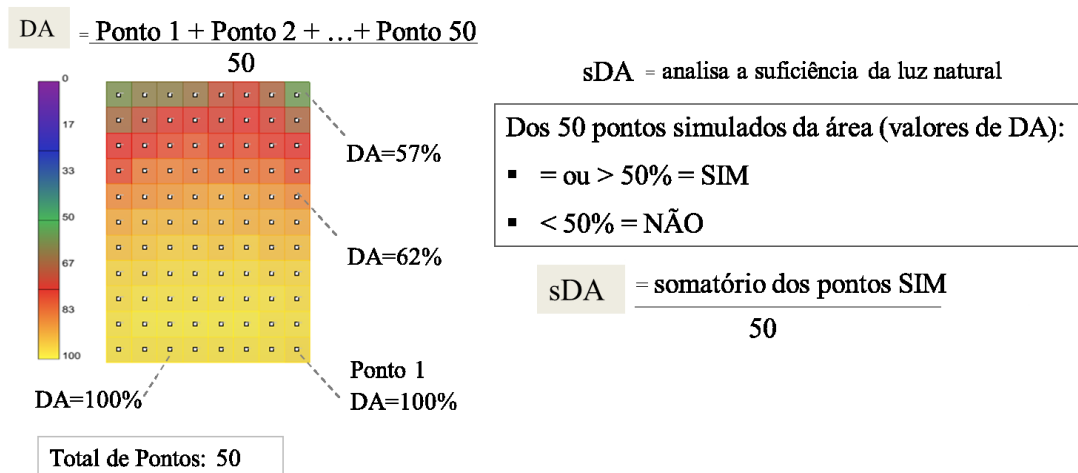 DA = Ponto 1 + Ponto 2 + …+ Ponto 50
50
0
17
33
50
67
83
100
DA=57%
DA=62%
Ponto 1
DA=100%
DA=100%
Total de Pontos: 50
sDA = analisa a suficiência da luz natural
Dos 50 pontos simulados da área (valores de DA):
▪ = ou > 50% = SIM
▪ < 50% = NÃO
sDA = somatório dos pontos SIM
50